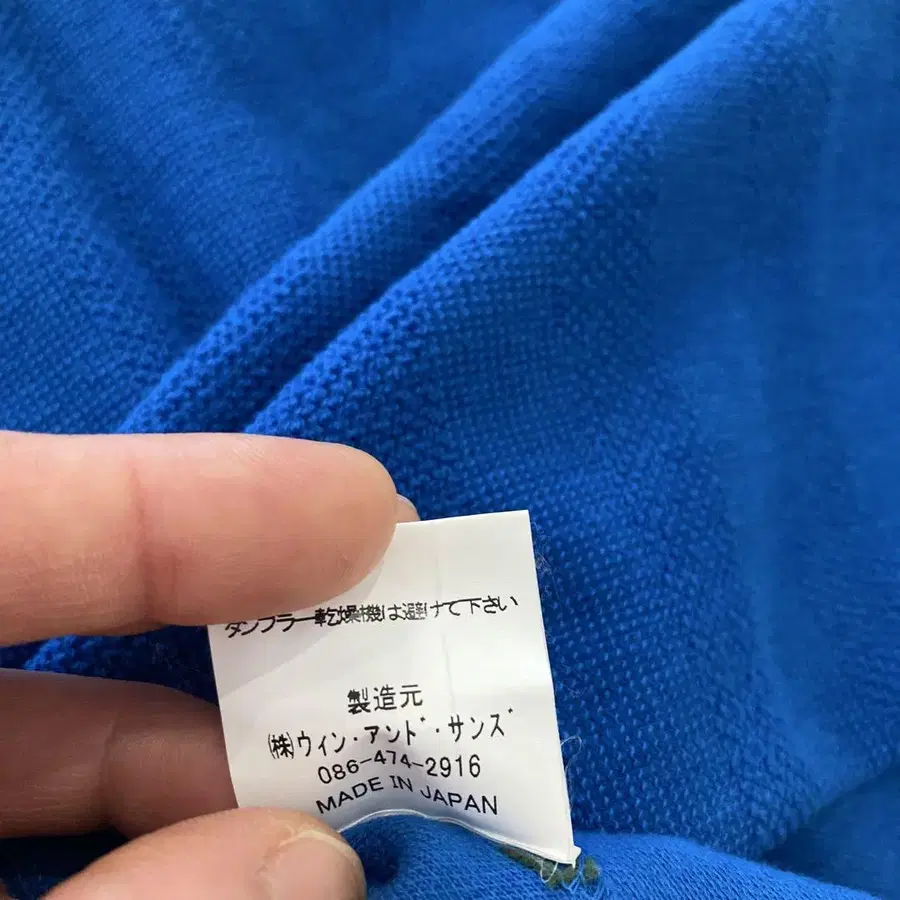 タンブラー乾燥機は避けて下さい
製造元
㈱ウィン・アンド・サンズ
086-474-2916
MADE IN JAPAN